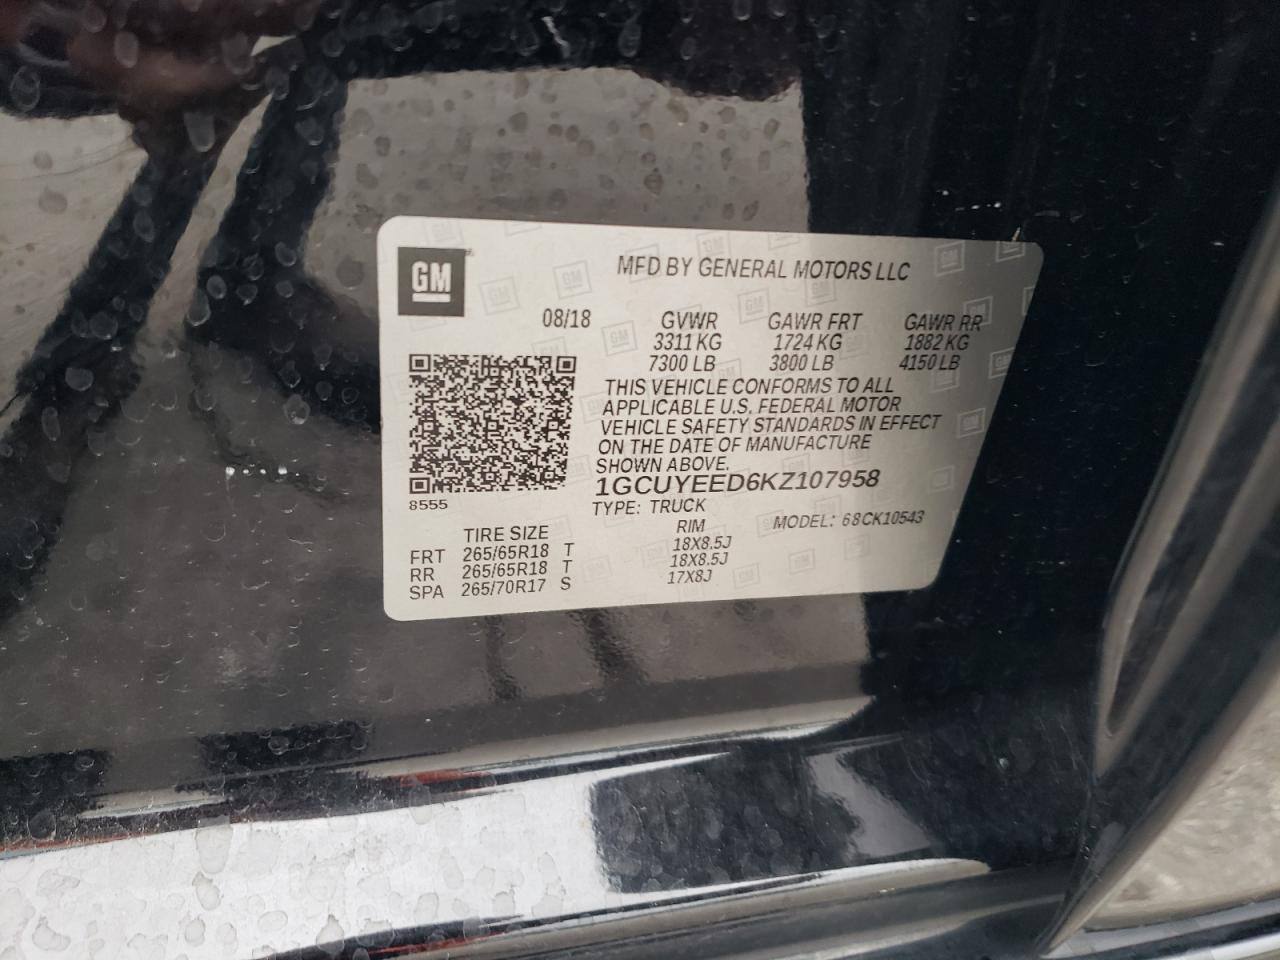 GM
MFD BY GENERAL MOTORS LLC
08/18 GVWR GAWR FRT GAWR RR
3311 KG 1724 KG 1882 KG
7300 LB 3800 LB 4150 LB
THIS VEHICLE CONFORMS TO ALL
APPLICABLE U.S. FEDERAL MOTOR
VEHICLE SAFETY STANDARDS IN EFFECT
ON THE DATE OF MANUFACTURE
SHOWN ABOVE.
1GCUYEED6KZ107958
8555
TYPE: TRUCK
MODEL: 68CK10543
TIRE SIZE RIM
FRT 265/65R18 T 18X8.5J
RR 265/65R18 T 18X8.5J
SPA 265/70R17 S 17X8J